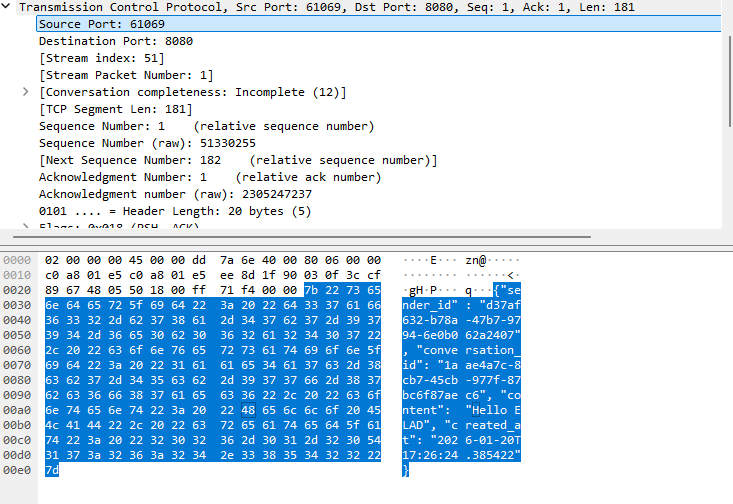 Transmission Control Protocol, Src Port: 61069, Dst Port: 8080, Seq: 1, Ack: 1, Len: 181
Source Port: 61069
Destination Port: 8080
[Stream index: 51]
[Stream Packet Number: 1]
[Conversation completeness: Incomplete (12)]
[TCP Segment Len: 181]
Sequence Number: 1    (relative sequence number)
Sequence Number (raw): 51330255
[Next Sequence Number: 182    (relative sequence number)]
Acknowledgment Number: 1    (relative ack number)
Acknowledgment number (raw): 2305247237
0101 .... = Header Length: 20 bytes (5)
Flags: 0x018 (PSH, ACK)
0000 02 00 00 00 45 00 00 dd 7a 6e 40 00 80 06 00 00 ····E··· zn@·····
0010 c0 a8 01 e5 c0 a8 01 e5 ee 8d 1f 90 03 0f 3c cf ········ ······<·
0020 89 67 48 05 50 18 00 ff 71 f4 00 00 7b 22 73 65 ·gH·P··· q···{"se
0030 6e 64 65 72 5f 69 64 22 3a 20 22 64 33 37 61 66 nder_id" : "d37af
0040 36 33 32 2d 62 37 38 61 2d 34 37 62 37 2d 39 37 632-b78a -47b7-97
0050 39 34 2d 36 65 30 62 30 36 32 61 32 34 30 37 22 94-6e0b0 62a2407"
0060 2c 20 22 63 6f 6e 76 65 72 73 61 74 69 6f 6e 5f , "conve rsation_
0070 69 64 22 3a 20 22 31 61 61 65 34 61 37 63 2d 38 id": "1a ae4a7c-8
0080 63 62 37 2d 34 35 63 62 2d 39 37 37 66 2d 38 37 cb7-45cb -977f-87
0090 62 63 36 66 38 37 61 65 63 36 22 2c 20 22 63 6f bc6f87ae c6", "co
00a0 6e 74 65 6e 74 22 3a 20 22 48 65 6c 6c 6f 20 45 ntent":  "Hello E
00b0 4c 41 44 22 2c 20 22 63 72 65 61 74 65 64 5f 61 LAD", "c reated_a
00c0 74 22 3a 20 22 32 30 32 36 2d 30 31 2d 32 30 54 t": "202 6-01-20T
00d0 31 37 3a 32 36 3a 32 34 2e 33 38 35 34 32 32 22 17:26:24 .385422"
00e0 7d }